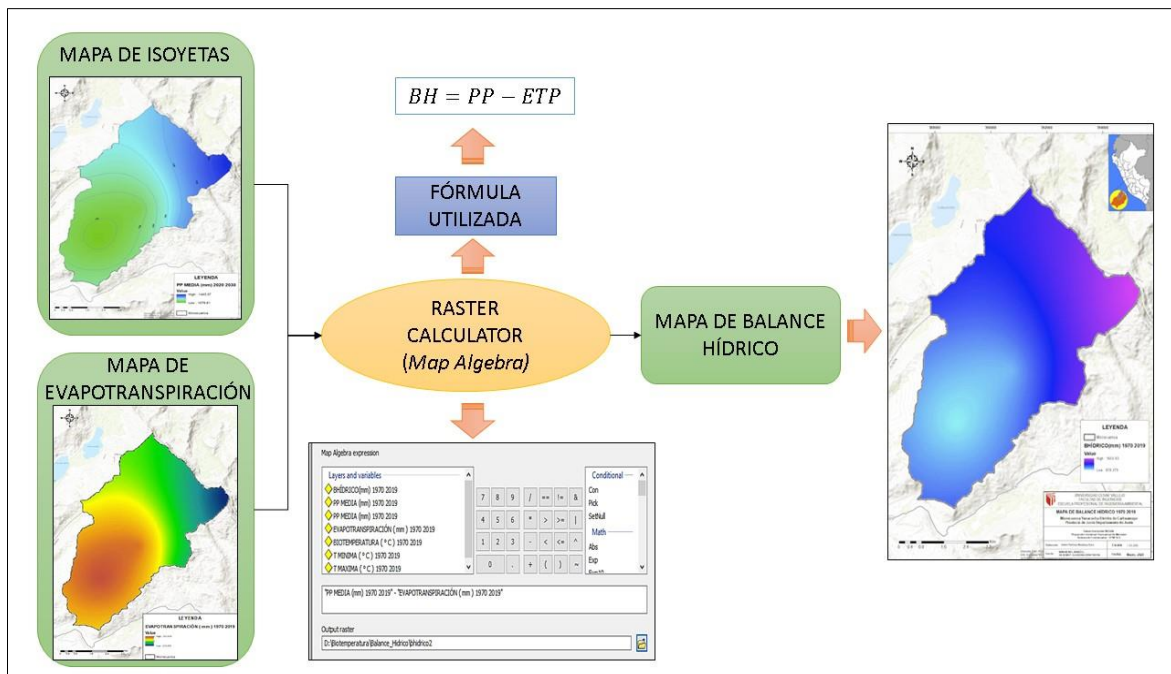 MAPA DE ISOYETAS
LEYENDA
PP MEDIA (mm) 2020 2030
Value
MAPA DE
EVAPOTRANSPIRACIÓN
LEYENDA
EVAPOTRANSPIRACIÓN (mm) 1970 2019
Value
BH = PP − ETP
FÓRMULA
UTILIZADA
RASTER
CALCULATOR
(Map Algebra)
Map Algebra expression
Layers and variables
BHÍDRICO(mm) 1970 2019
PP MEDIA (mm) 1970 2019
PP MEDIA (mm) 1970 2019
EVAPOTRANSPIRACIÓN ( mm ) 1970 2019
BIOTEMPERATURA ( ° C ) 1970 2019
T MINIMA ( ° C ) 1970 2019
T MAXIMA ( ° C ) 1970 2019
7 8 9 / == != &
4 5 6 * > >= |
1 2 3 - < <= ^
0 . + ( ) ~
Conditional
Con
Pick
SetNull
Math
Abs
Exp
"PP MEDIA (mm) 1970 2019" - "EVAPOTRANSPIRACIÓN ( mm ) 1970 2019"
Output raster
D:\Biotemperatura\Balance_Hidrico\bhidrico2
MAPA DE BALANCE
HÍDRICO
LEYENDA
BHÍDRICO(mm) 1970 2019
Value
MAPA DE BALANCE HÍDRICO 1970 2019